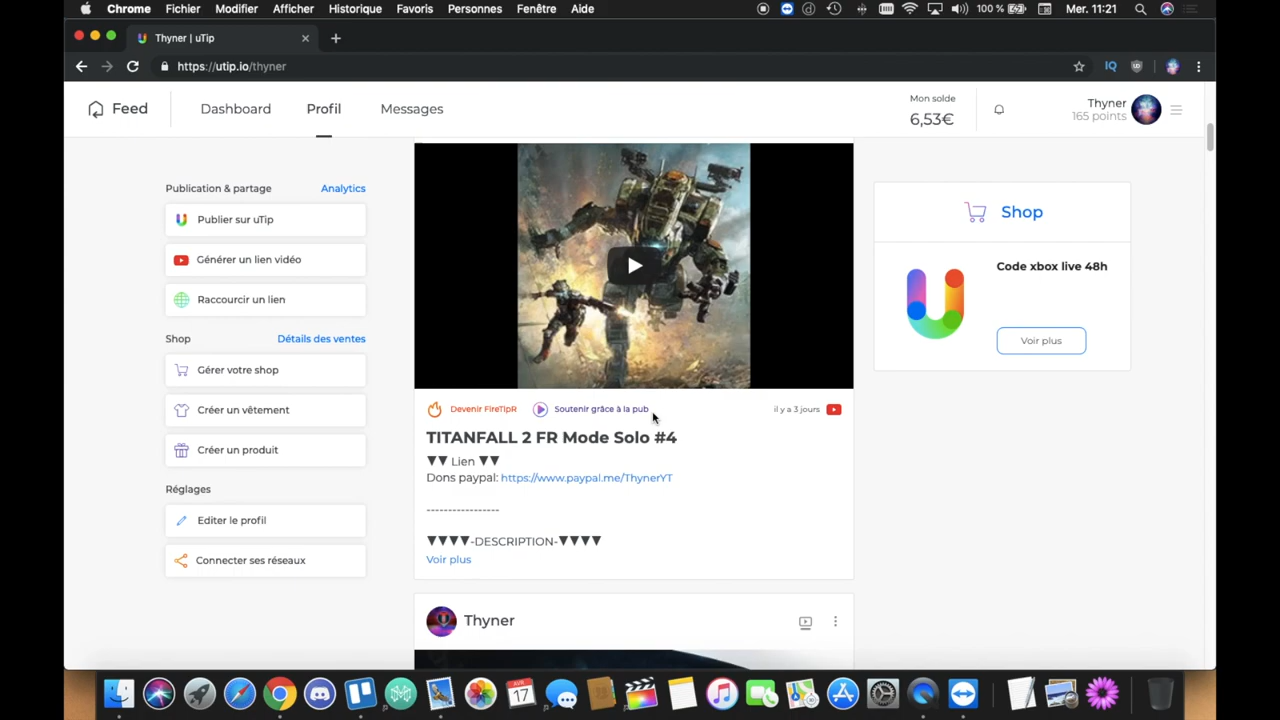 Chrome Fichier Modifier Afficher Historique Favoris Personnes Fenêtre Aide 100 % Mer. 11:21
Thyner | uTip
https://utip.io/thyner
Feed Dashboard Profil Messages
Mon solde
6,53€
Thyner
165 points
Publication & partage Analytics
Publier sur uTip
Générer un lien vidéo
Raccourcir un lien
Shop Détails des ventes
Gérer votre shop
Créer un vêtement
Créer un produit
Réglages
Editer le profil
Connecter ses réseaux
Devenir FireTipR Soutenir grâce à la pub il y a 3 jours
TITANFALL 2 FR Mode Solo #4
▼▼ Lien ▼▼
Dons paypal: https://www.paypal.me/ThynerYT
-----------------
▼▼▼▼-DESCRIPTION-▼▼▼▼
Voir plus
Thyner
Shop
Code xbox live 48h
Voir plus
17